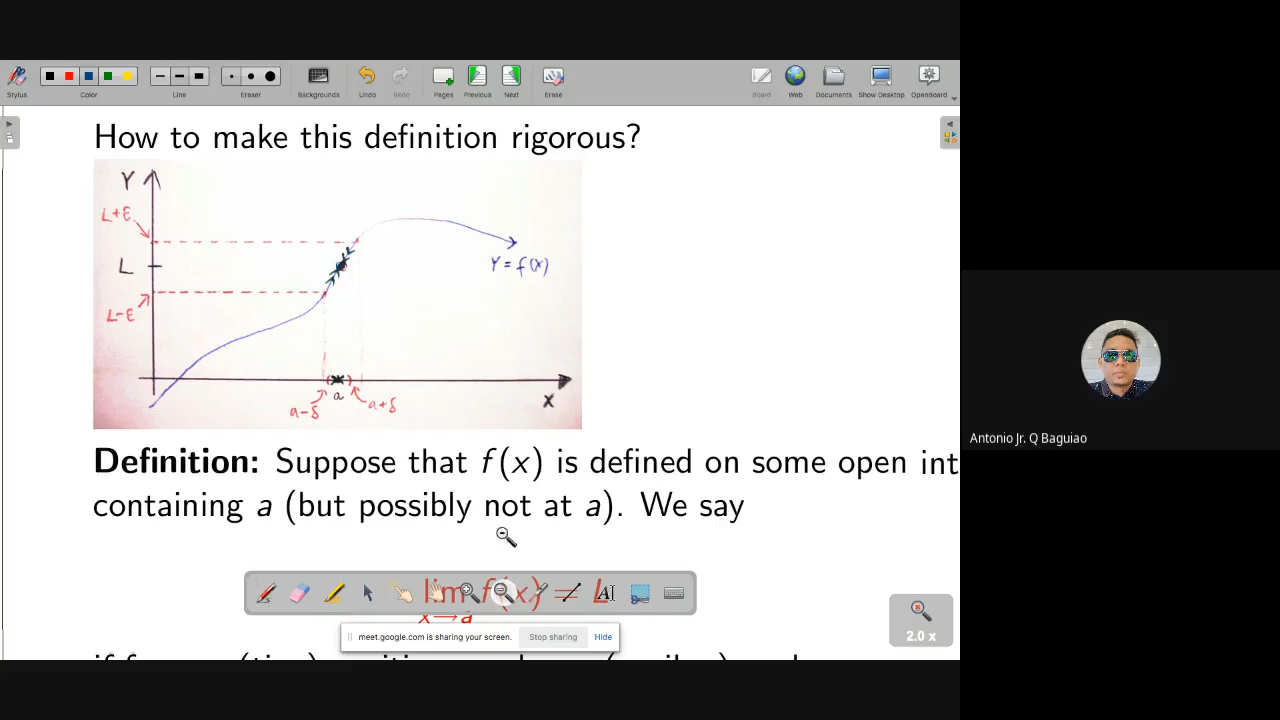 Stylus Color Line Eraser Backgrounds Undo Redo Pages Previous Next Erase Board Web Documents Show Desktop OpenBoard
How to make this definition rigorous?
Y
L+ε
L
Y = f(x)
L-ε
a
a-δ a+δ
X
Definition: Suppose that f(x) is defined on some open int
containing a (but possibly not at a). We say
lim f(x) = L
x→a
meet.google.com is sharing your screen. Stop sharing Hide
2.0 x
Antonio Jr. Q Baguiao